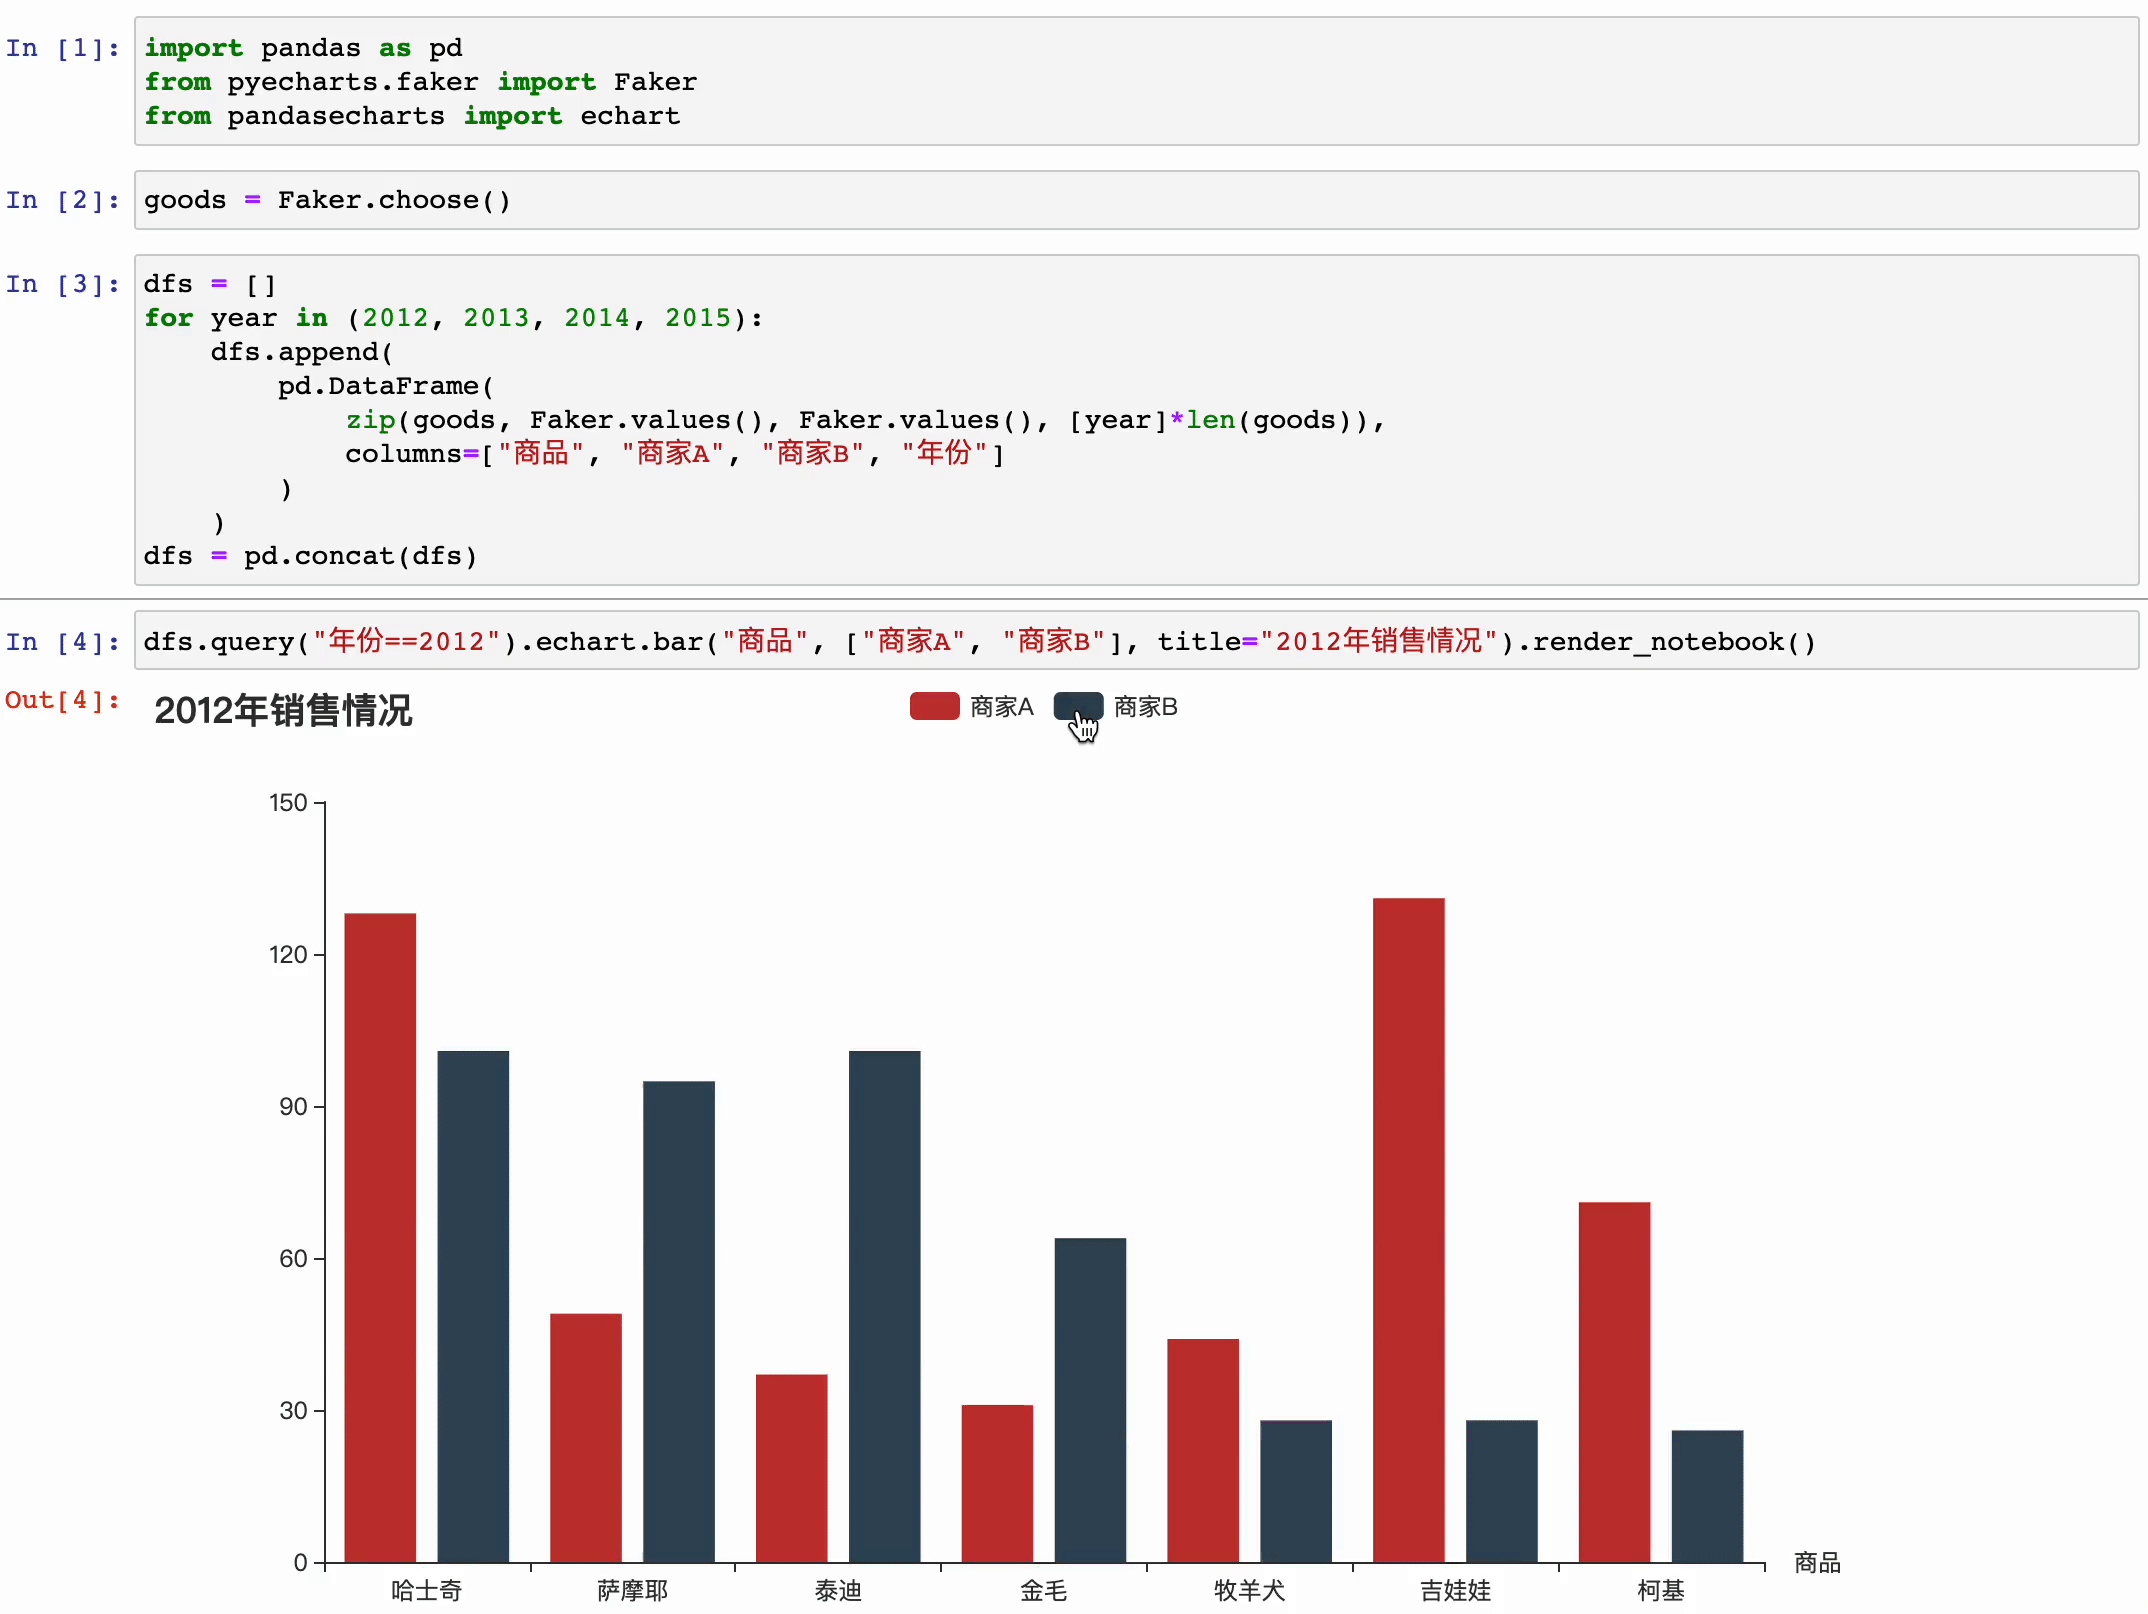 In [1]: import pandas as pd
from pyecharts.faker import Faker
from pandasecharts import echart
In [2]: goods = Faker.choose()
In [3]: dfs = []
for year in (2012, 2013, 2014, 2015):
    dfs.append(
        pd.DataFrame(
            zip(goods, Faker.values(), Faker.values(), [year]*len(goods)),
            columns=["商品", "商家A", "商家B", "年份"]
        )
    )
dfs = pd.concat(dfs)
In [4]: dfs.query("年份==2012").echart.bar("商品", ["商家A", "商家B"], title="2012年销售情况").render_notebook()
Out[4]: 2012年销售情况 商家A 商家B
150
120
90
60
30
0
商品
哈士奇 萨摩耶 泰迪 金毛 牧羊犬 吉娃娃 柯基